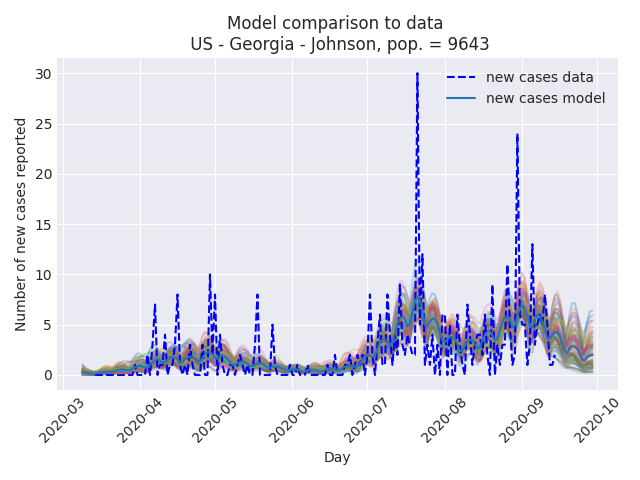 Model comparison to data
US - Georgia - Johnson, pop. = 9643
new cases data
new cases model
Number of new cases reported
30
25
20
15
10
5
0
2020-03
2020-04
2020-05
2020-06
2020-07
2020-08
2020-09
2020-10
Day